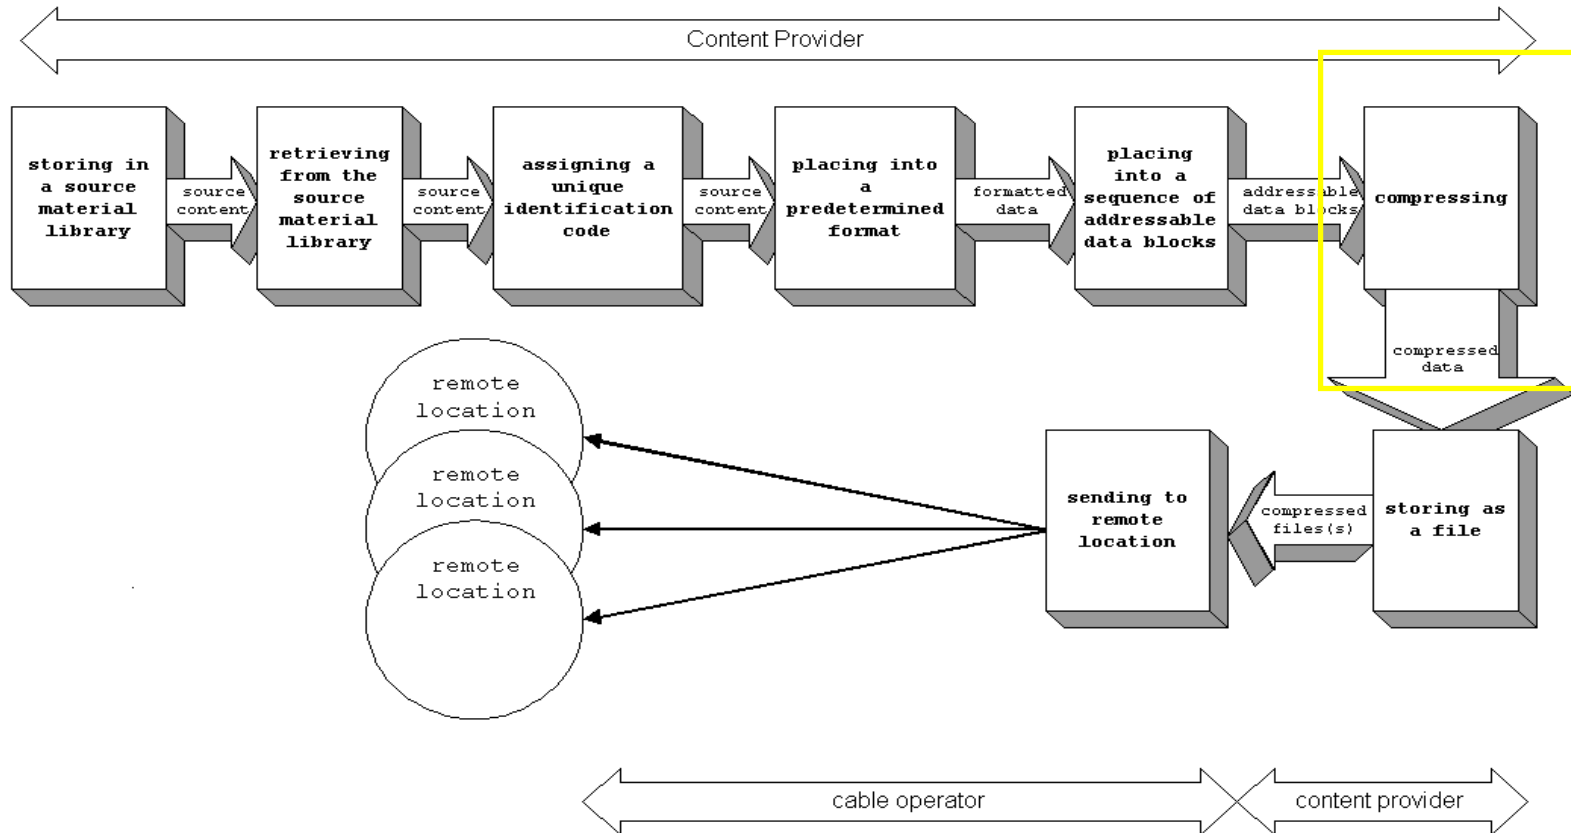 Content Provider
storing in
a source
material
library
source
content
retrieving
from the
source
material
library
source
content
assigning a
unique
identification
code
source
content
placing into
a
predetermined
format
formatted
data
placing
into a
sequence of
addressable
data blocks
addressable
data blocks
compressing
compressed
data
storing as
a file
compressed
files(s)
sending to
remote
location
remote
location
remote
location
remote
location
cable operator
content provider